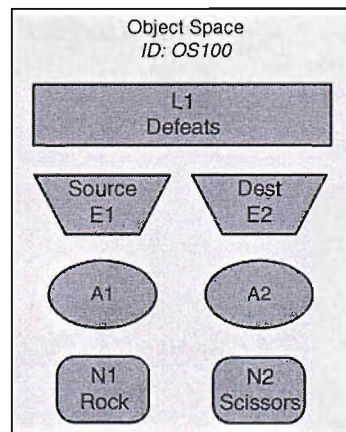 Object Space
ID: OS100
L1
Defeats
Source
E1
Dest
E2
A1
A2
N1
Rock
N2
Scissors